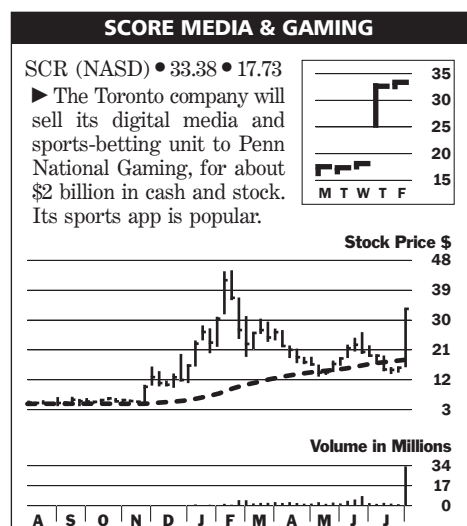 SCORE MEDIA & GAMING
SCR (NASD) ● 33.38 ● 17.73
► The Toronto company will
sell its digital media and
sports-betting unit to Penn
National Gaming, for about
$2 billion in cash and stock.
Its sports app is popular.
35
30
25
20
15
M T W T F
Stock Price $
48
39
30
21
12
3
Volume in Millions
34
17
0
A S O N D J F M A M J J